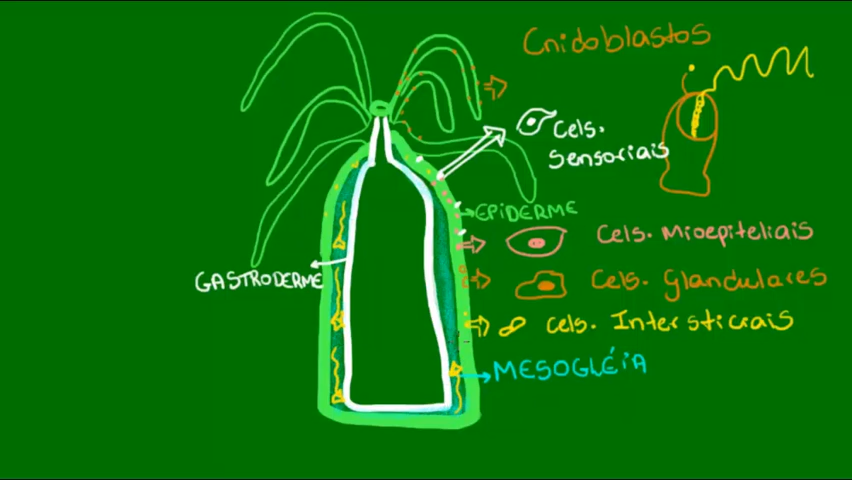 Cnidoblastos
Cels.
Sensoriais
EPIDERME
Cels. Mioepiteliais
GASTRODERME
Cels. Glandulares
Cels. Intersticiais
MESOGLÉIA